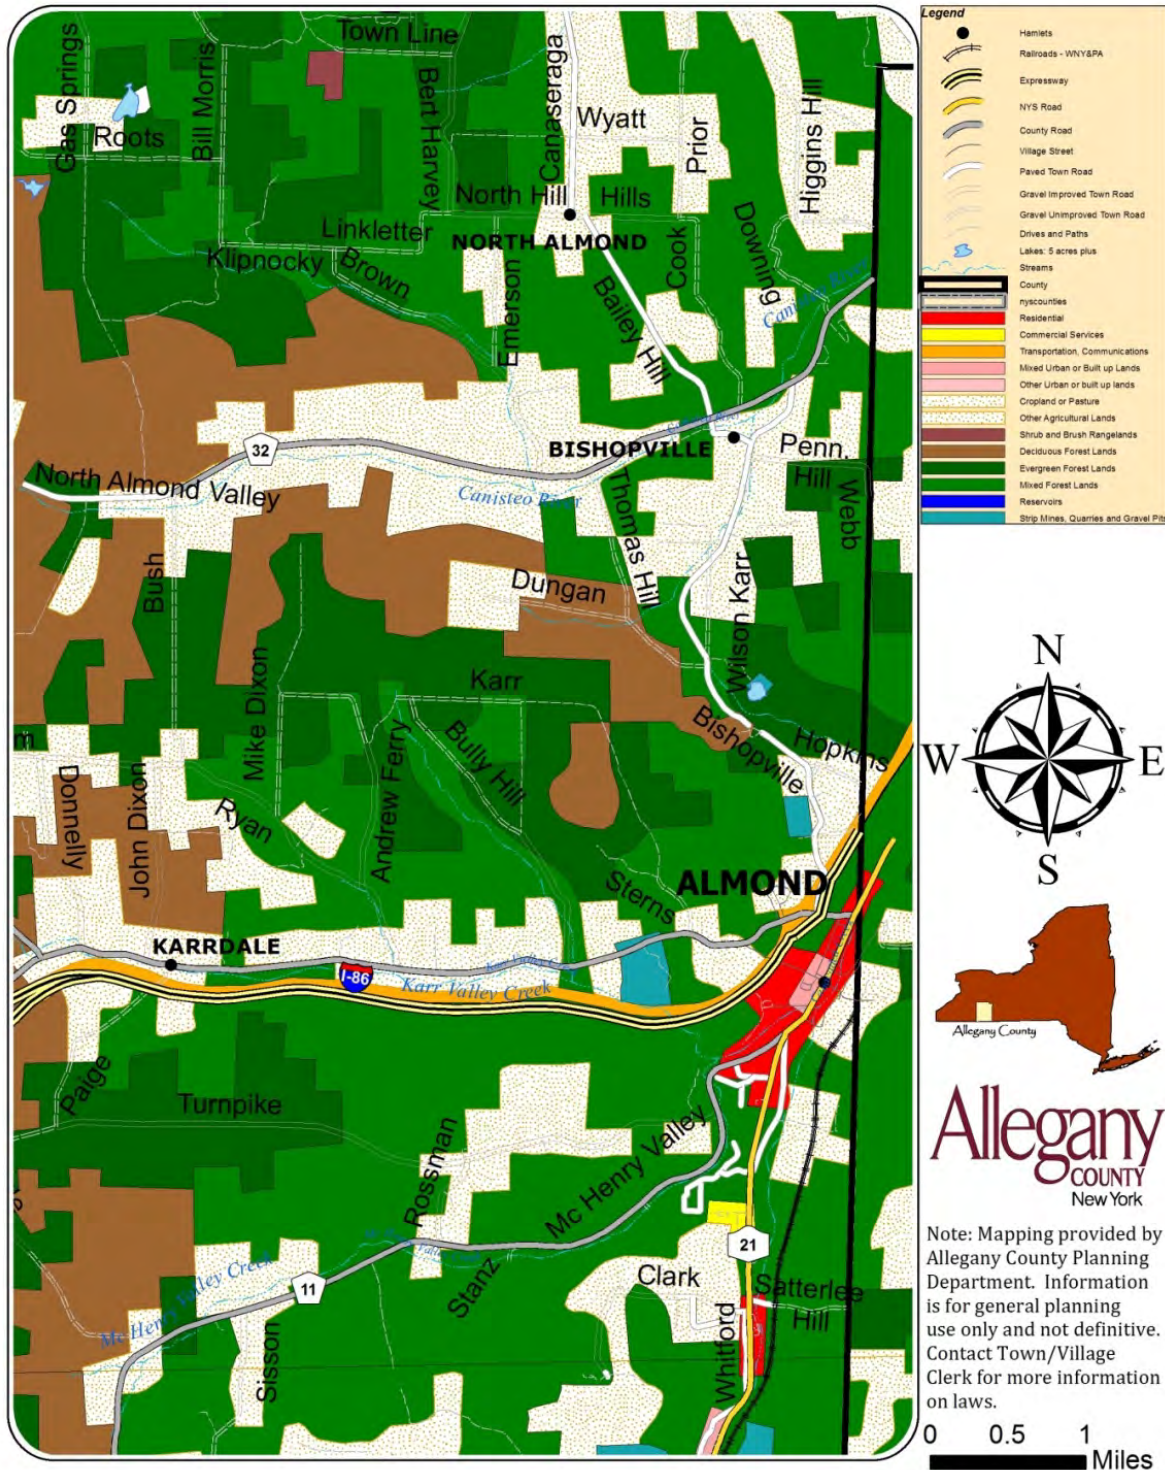 Town Line
Gas Springs
Bill Morris
Bert Harvey
Canaseraga
Wyatt
Prior
Higgins Hill
Roots
North Hill
Hills
Linkletter
NORTH ALMOND
Klipnocky
Brown
Emerson
Bailey Hill
Cook
Downing
Canisteo River
32
BISHOPVILLE
Penn.
Hill
Webb
North Almond Valley
Canisteo River
Thomas Hill
Bush
Dungan
Wilson Karr
Mike Dixon
Karr
Bishopville
Hopkins
m
Donnelly
John Dixon
Ryan
Andrew Ferry
Bully Hill
Sterns
ALMOND
KARRDALE
I-86
Karr Valley Creek
Paige
Turnpike
Rossman
Mc Henry Valley
Mc Henry Valley Creek
11
Stanz
Sisson
21
Clark
Satterlee
Hill
Whitford
Legend
Hamlets
Railroads - WNY&PA
Expressway
NYS Road
County Road
Village Street
Paved Town Road
Gravel Improved Town Road
Gravel Unimproved Town Road
Drives and Paths
Lakes: 5 acres plus
Streams
County
nyscounties
Residential
Commercial Services
Transportation, Communications
Mixed Urban or Built up Lands
Other Urban or built up lands
Cropland or Pasture
Other Agricultural Lands
Shrub and Brush Rangelands
Deciduous Forest Lands
Evergreen Forest Lands
Mixed Forest Lands
Reservoirs
Strip Mines, Quarries and Gravel Pits
N
W E
S
Allegany County
Allegany
COUNTY
New York
Note: Mapping provided by
Allegany County Planning
Department. Information
is for general planning
use only and not definitive.
Contact Town/Village
Clerk for more information
on laws.
0 0.5 1
Miles